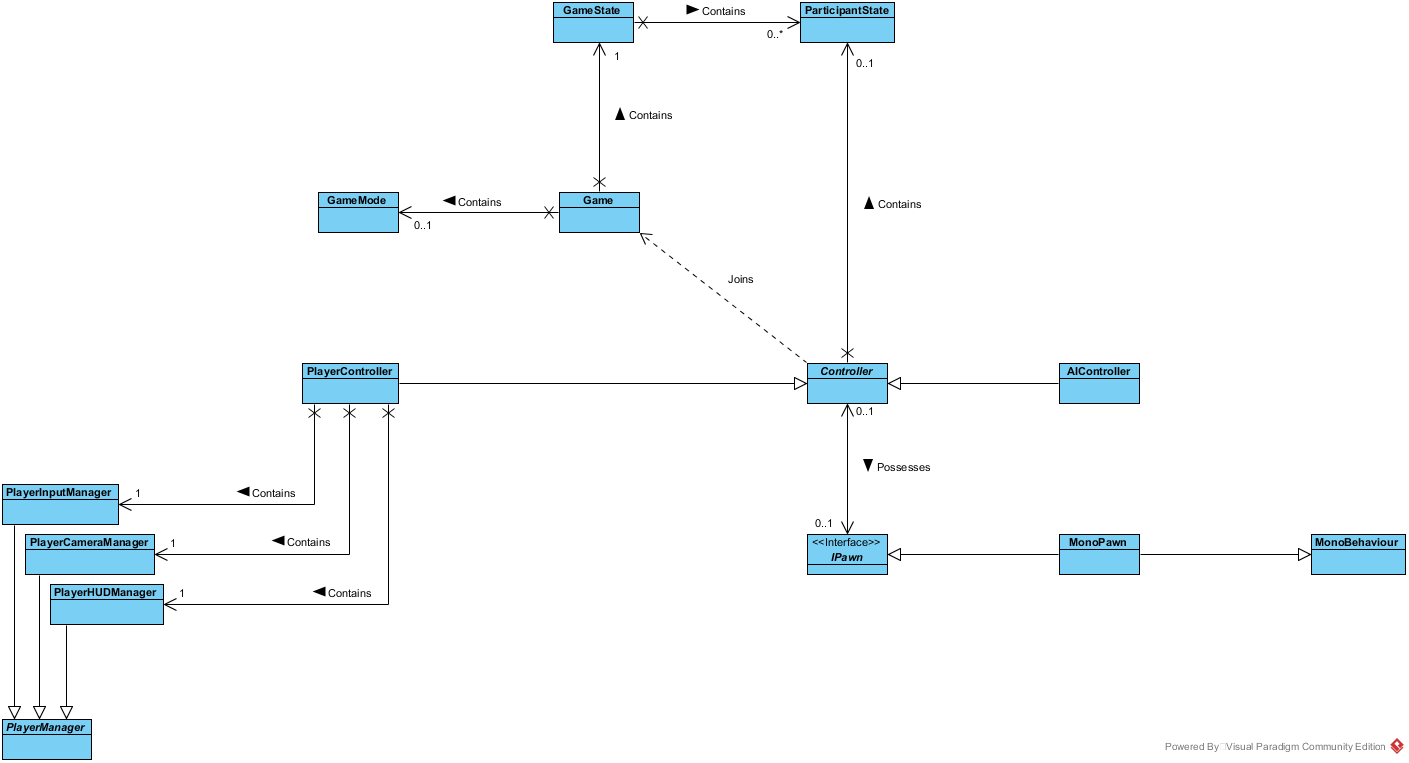 GameState
Contains
0..*
ParticipantState
1
0..1
Contains
GameMode
Contains
0..1
Game
Contains
Joins
PlayerController
Controller
AIController
0..1
Possesses
PlayerInputManager
1
Contains
0..1
PlayerCameraManager
1
Contains
<<Interface>>
IPawn
MonoPawn
MonoBehaviour
PlayerHUDManager
1
Contains
PlayerManager
Powered By Visual Paradigm Community Edition